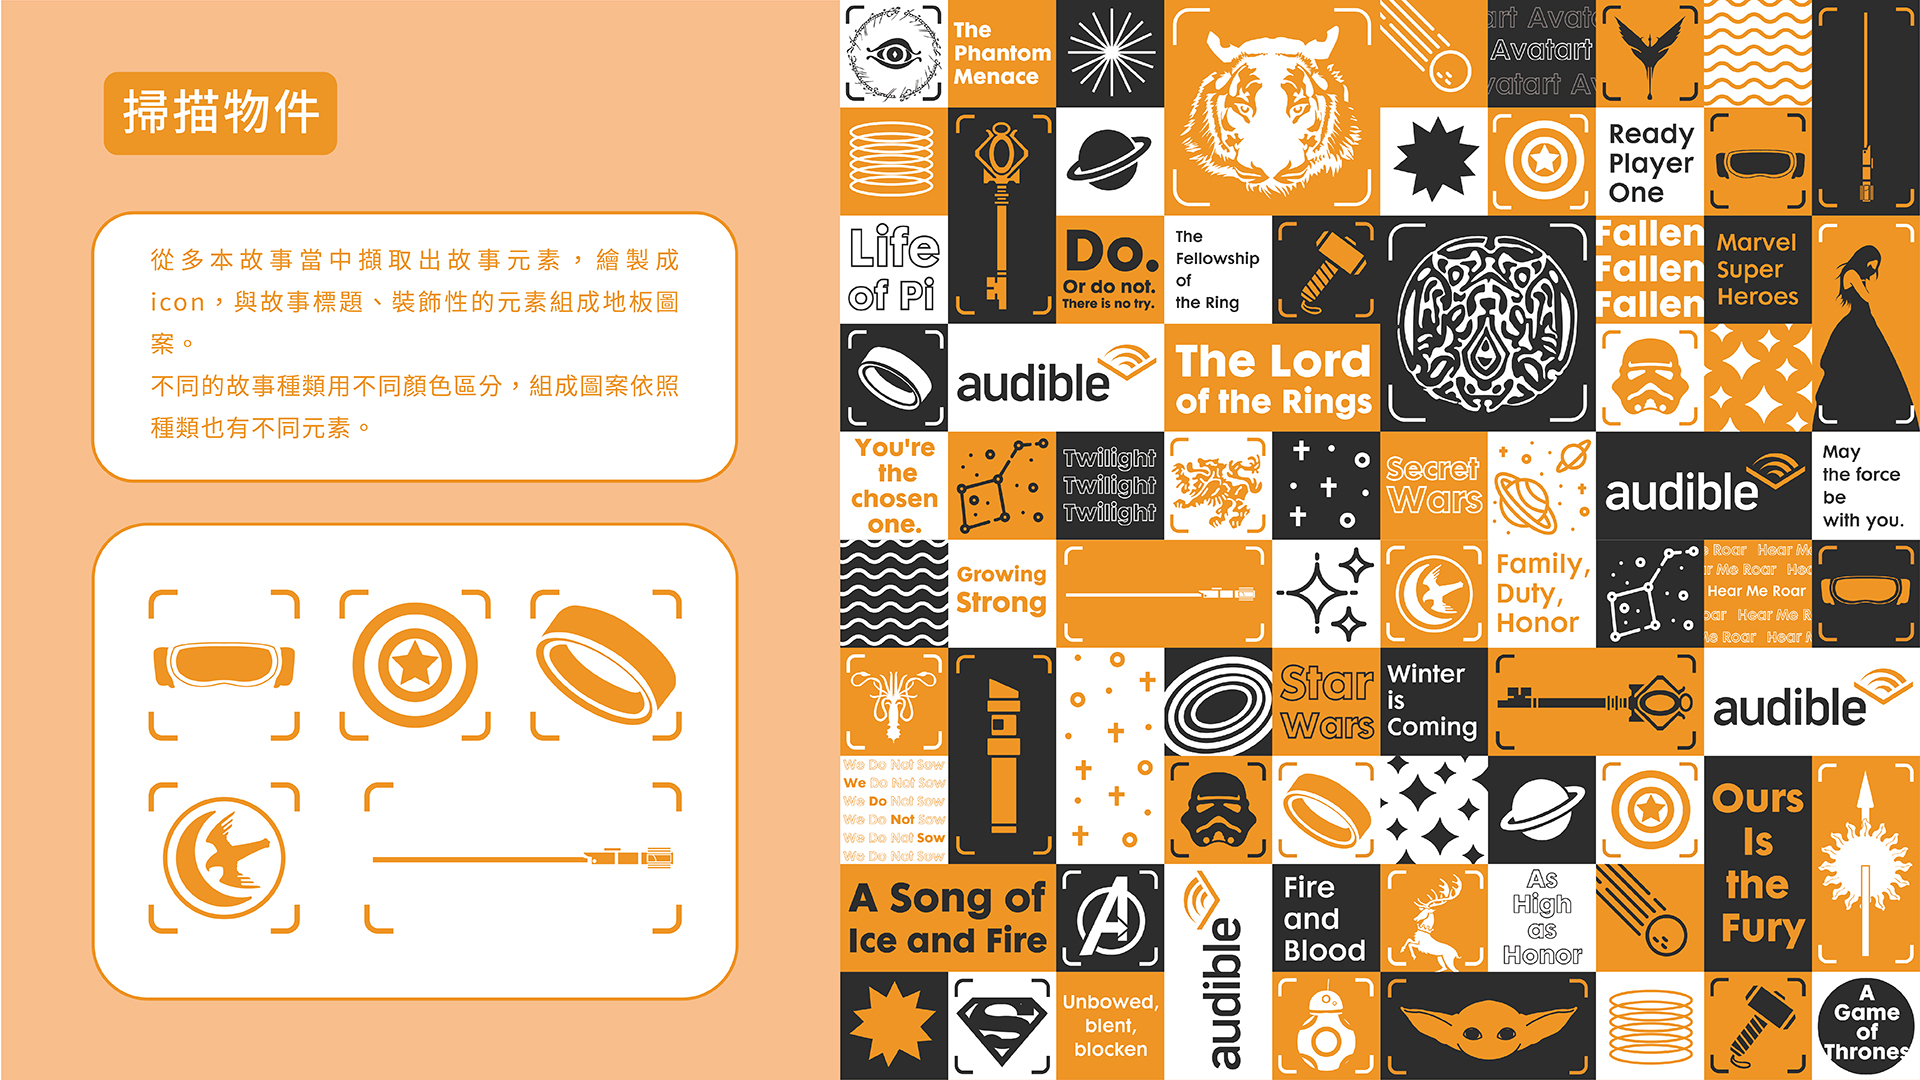 掃描物件
從多本故事當中擷取出故事元素，繪製成
icon，與故事標題、裝飾性的元素組成地板圖
案。
不同的故事種類用不同顏色區分，組成圖案依照
種類也有不同元素。
The
Phantom
Menace
art Avata
Avatart
vatart Av
Ready
Player
One
Life
of Pi
Do.
Or do not.
There is no try.
The
Fellowship
of
the Ring
Fallen
Fallen
Fallen
Marvel
Super
Heroes
audible
The Lord
of the Rings
You're
the
chosen
one.
Twilight
Twilight
Twilight
Secret
Wars
audible
May
the force
be
with you.
Growing
Strong
Family,
Duty,
Honor
Roar Hear Me
r Me Roar Hea
Hear Me Roar
oar Hear Me R
Me Roar Hear M
Star
Wars
Winter
is
Coming
audible
We Do Not Sow
We Do Not Sow
We Do Not Sow
We Do Not Sow
We Do Not Sow
We Do Not Sow
Ours
Is
the
Fury
A Song of
Ice and Fire
audible
Fire
and
Blood
As
High
as
Honor
Unbowed,
blent,
blocken
A
Game
of
Thrones